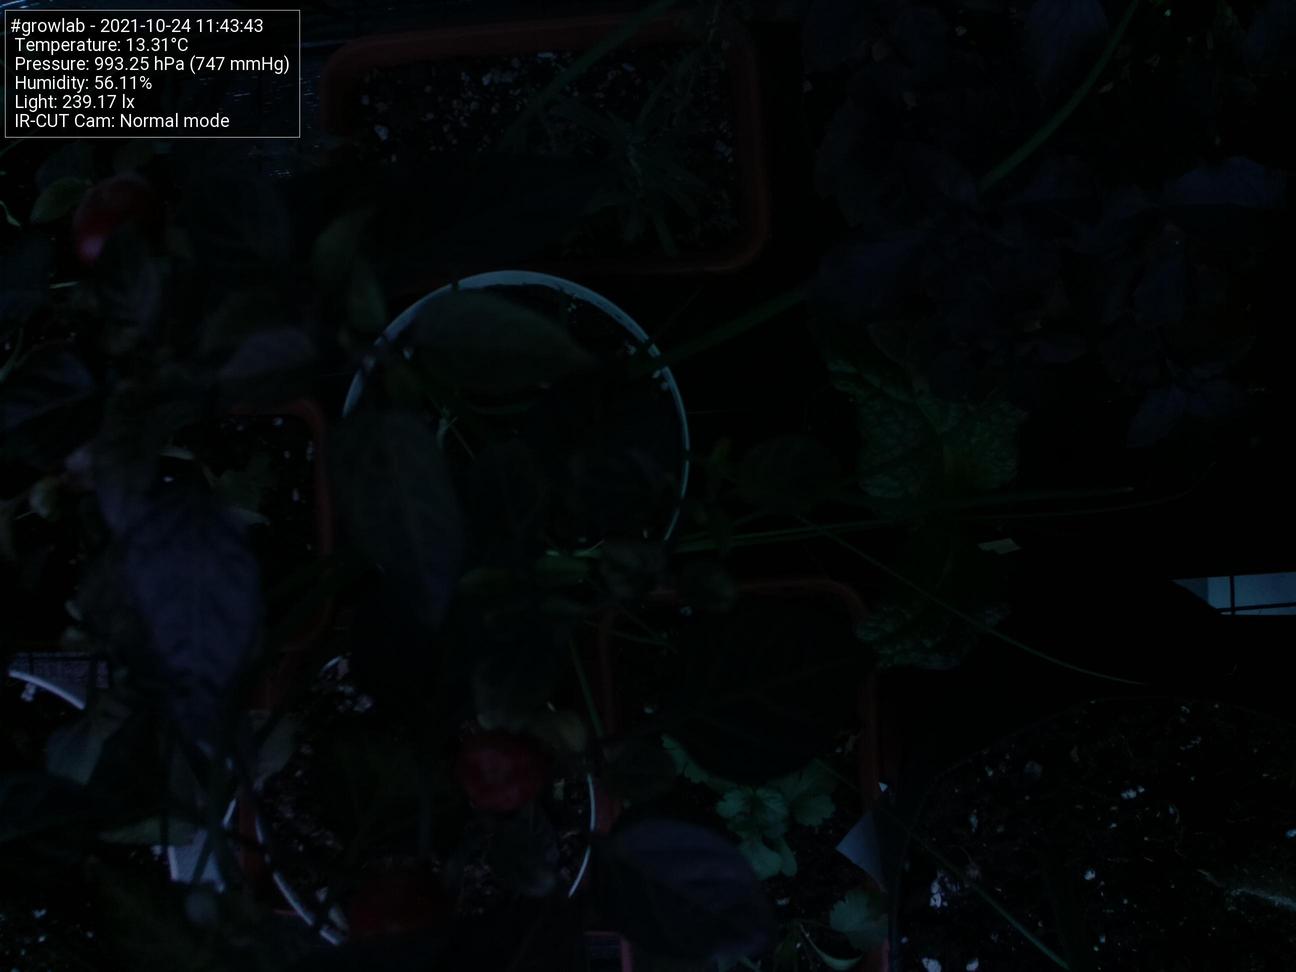 #growlab - 2021-10-24 11:43:43
Temperature: 13.31°C
Pressure: 993.25 hPa (747 mmHg)
Humidity: 56.11%
Light: 239.17 lx
IR-CUT Cam: Normal mode